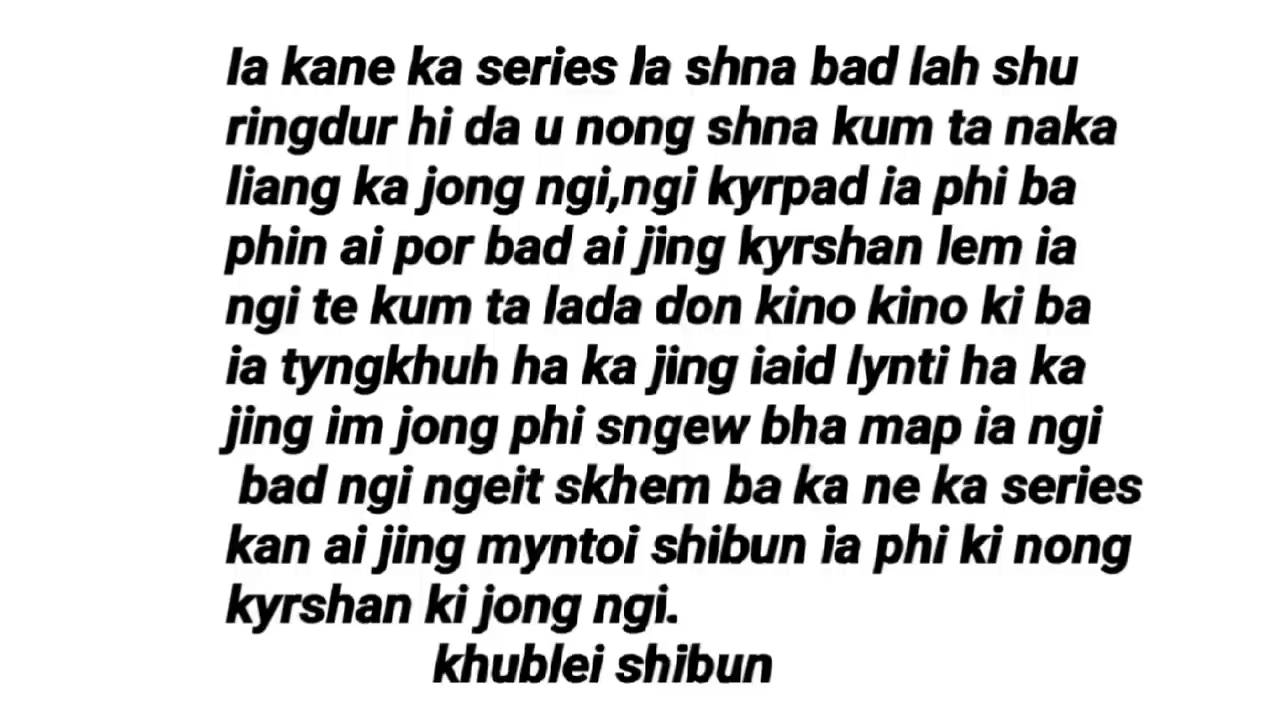 Ia kane ka series la shna bad lah shu
ringdur hi da u nong shna kum ta naka
liang ka jong ngi,ngi kyrpad ia phi ba
phin ai por bad ai jing kyrshan lem ia
ngi te kum ta lada don kino kino ki ba
ia tyngkhuh ha ka jing iaid lynti ha ka
jing im jong phi sngew bha map ia ngi
bad ngi ngeit skhem ba ka ne ka series
kan ai jing myntoi shibun ia phi ki nong
kyrshan ki jong ngi.
khublei shibun